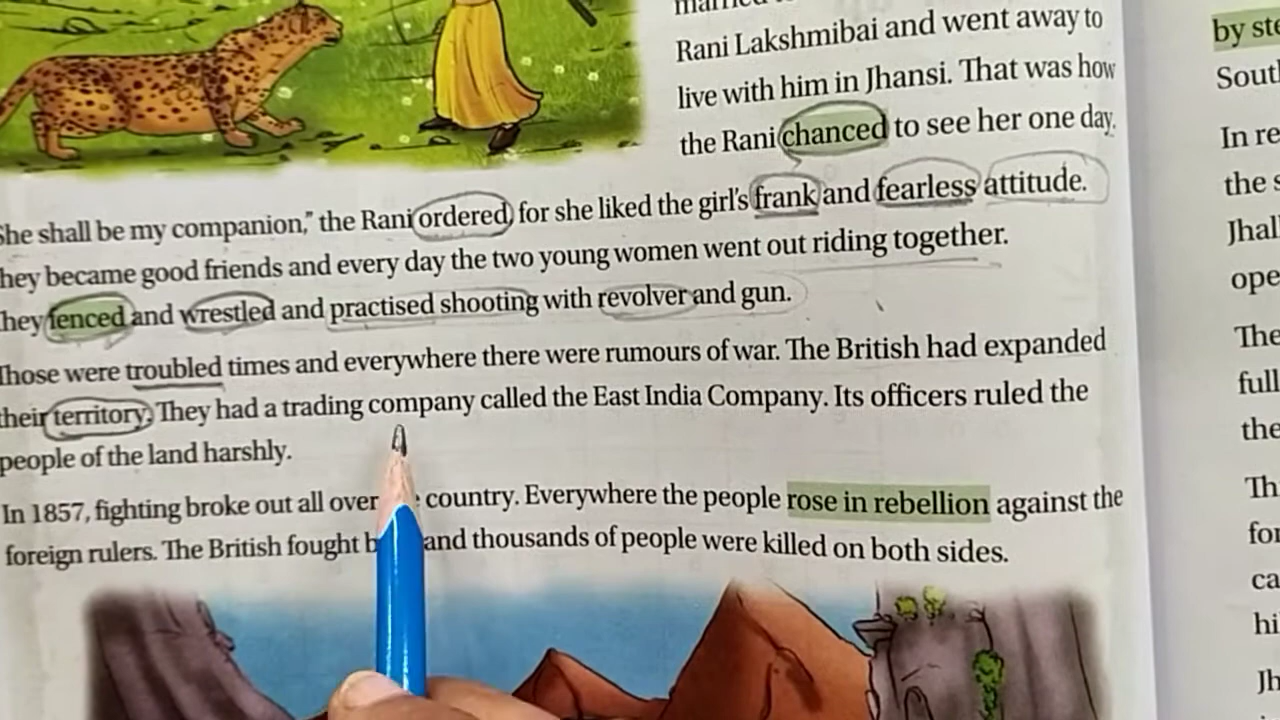 Rani Lakshmibai and went away to
live with him in Jhansi. That was how
the Rani chanced to see her one day.
She shall be my companion," the Rani ordered, for she liked the girl's frank and fearless attitude.
hey became good friends and every day the two young women went out riding together.
hey fenced and wrestled and practised shooting with revolver and gun.
Those were troubled times and everywhere there were rumours of war. The British had expanded
their territory. They had a trading company called the East India Company. Its officers ruled the
people of the land harshly.
In 1857, fighting broke out all over country. Everywhere the people rose in rebellion against the
foreign rulers. The British fought b and thousands of people were killed on both sides.
by ste
South
In re
the s
Jhal
ope
The
full
the
Th
for
ca
hi
Jh